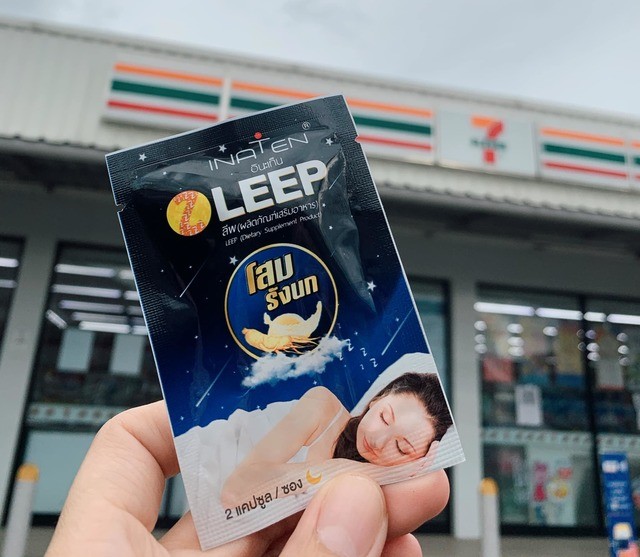 INATEN®
อินะเท็น
Z LEEP
ลีพ (ผลิตภัณฑ์เสริมอาหาร)
LEEP (Dietary Supplement Product)
โสม
รังนก
z z z z
2 แคปซูล / ซอง